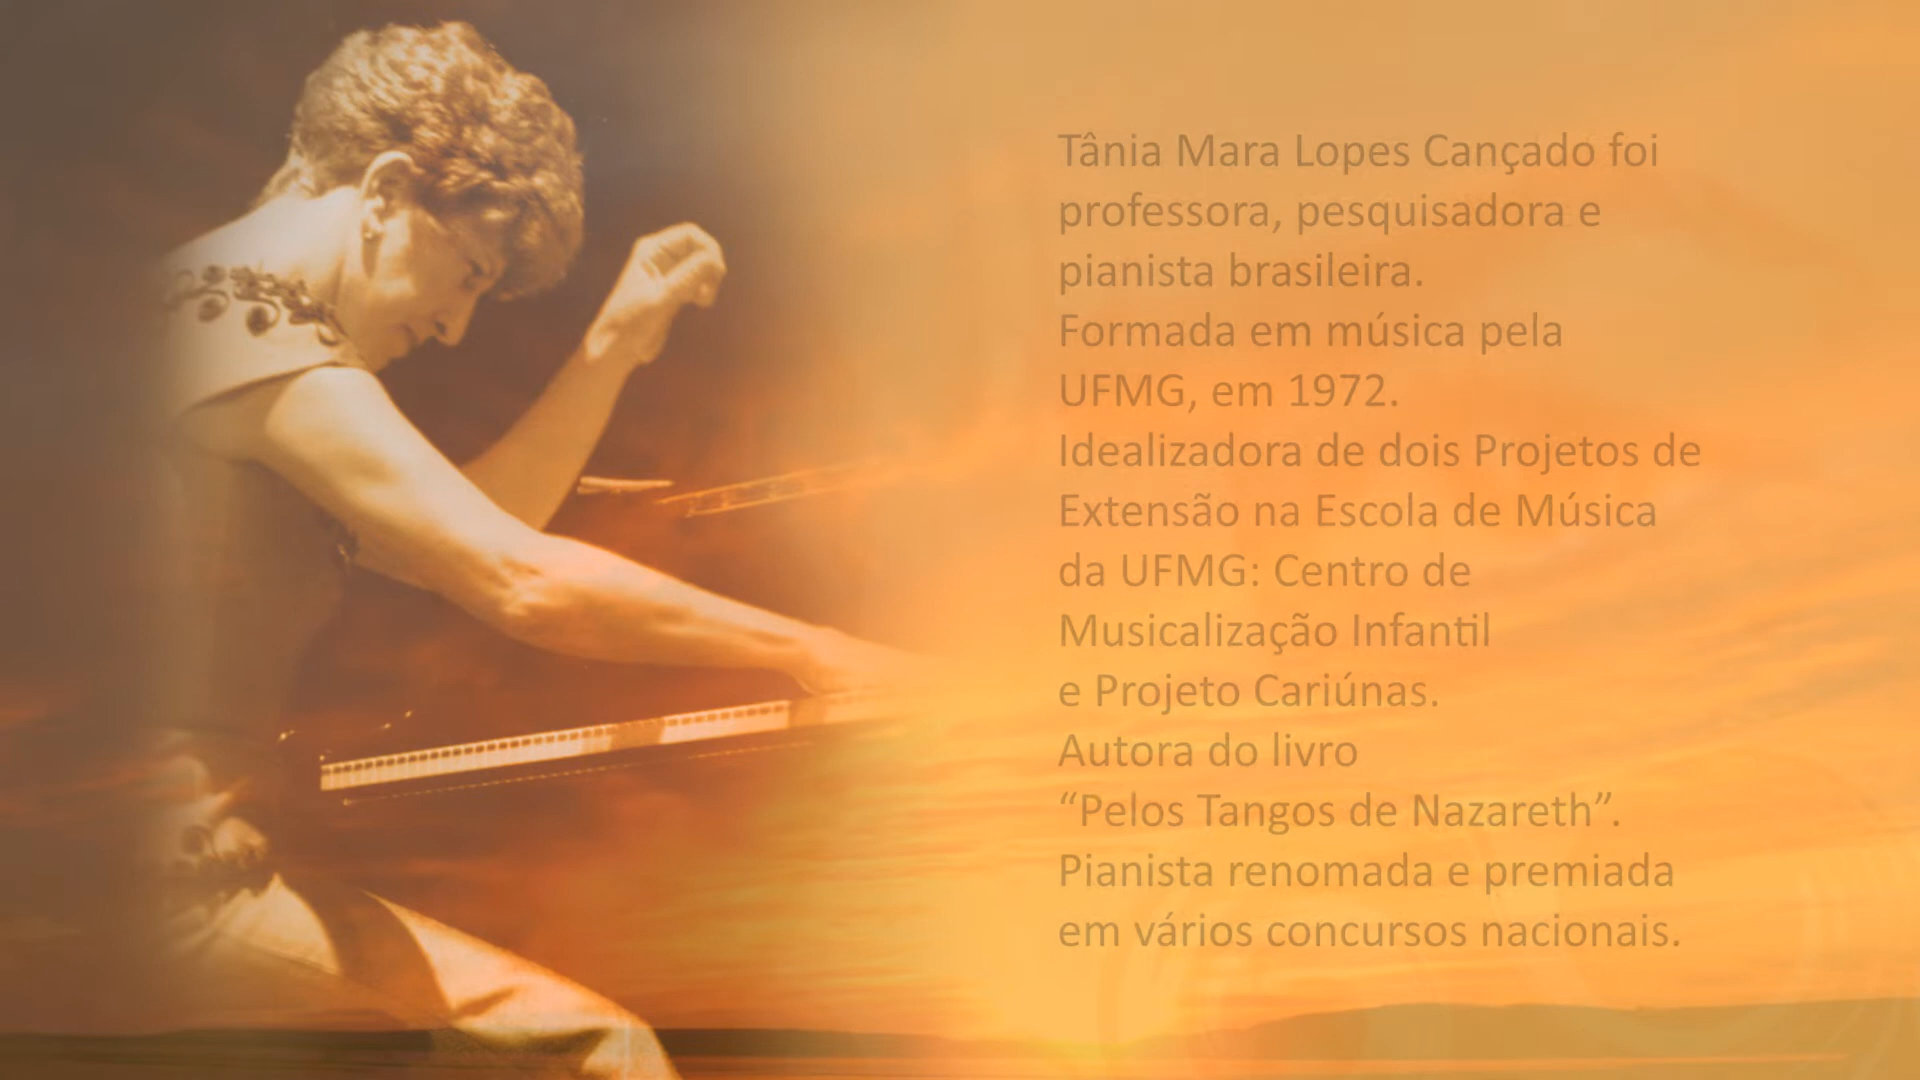 Tânia Mara Lopes Cançado foi
professora, pesquisadora e
pianista brasileira.
Formada em música pela
UFMG, em 1972.
Idealizadora de dois Projetos de
Extensão na Escola de Música
da UFMG: Centro de
Musicalização Infantil
e Projeto Cariúnas.
Autora do livro
“Pelos Tangos de Nazareth”.
Pianista renomada e premiada
em vários concursos nacionais.